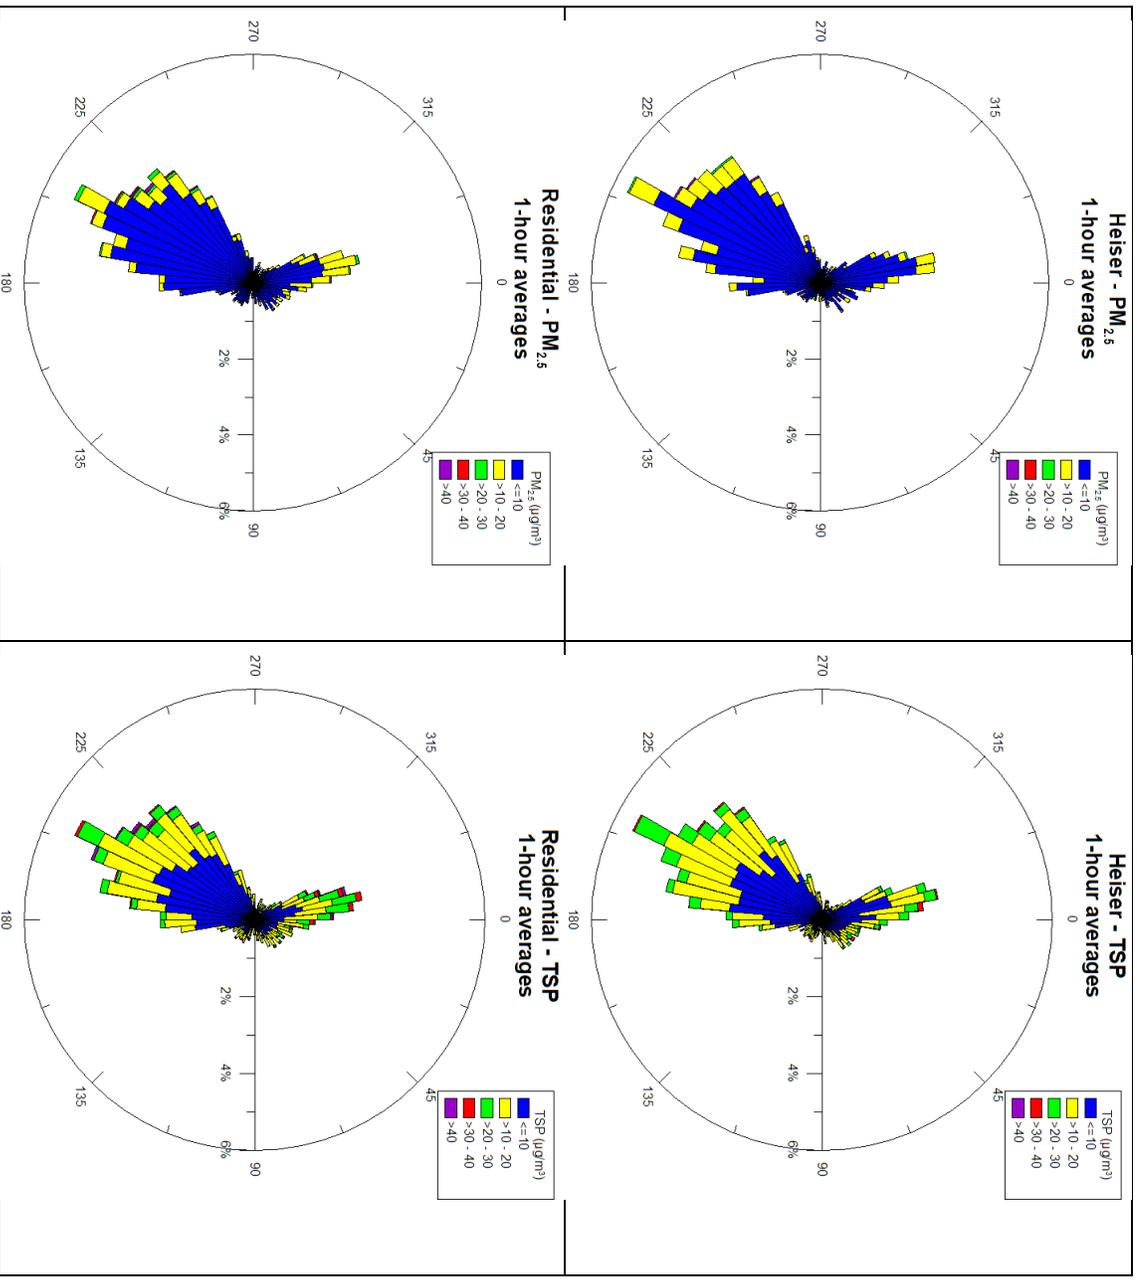 Heiser - PM₂.₅
1-hour averages
PM₂.₅ (µg/m³)
<=10
>10 - 20
>20 - 30
>30 - 40
>40
0
45
90
135
180
225
270
315
2%
4%
6%
Heiser - TSP
1-hour averages
TSP (µg/m³)
<=10
>10 - 20
>20 - 30
>30 - 40
>40
0
45
90
135
180
225
270
315
2%
4%
6%
Residential - PM₂.₅
1-hour averages
PM₂.₅ (µg/m³)
<=10
>10 - 20
>20 - 30
>30 - 40
>40
0
45
90
135
180
225
270
315
2%
4%
6%
Residential - TSP
1-hour averages
TSP (µg/m³)
<=10
>10 - 20
>20 - 30
>30 - 40
>40
0
45
90
135
180
225
270
315
2%
4%
6%